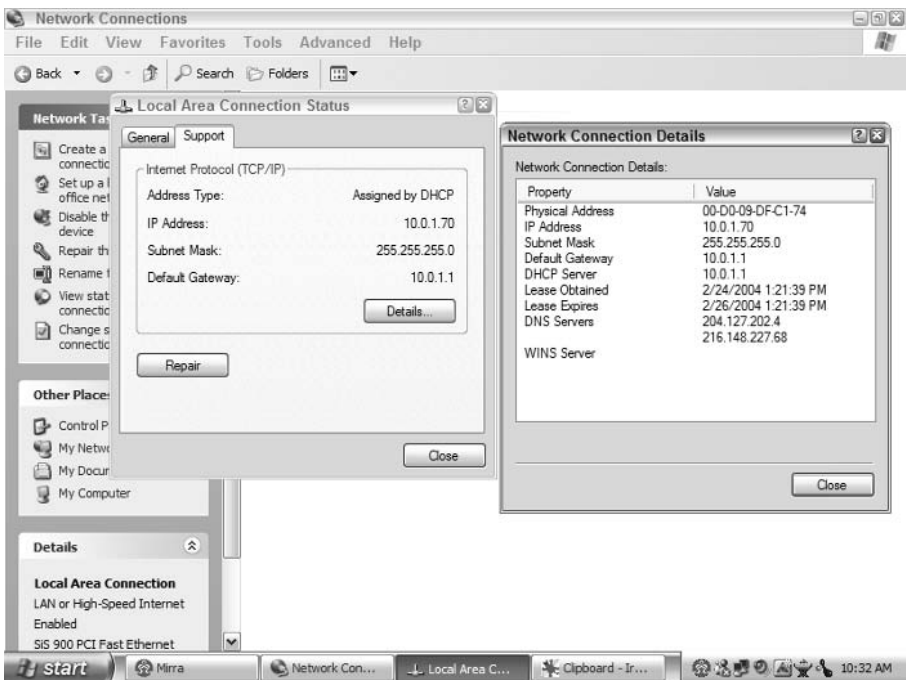 Network Connections
File Edit View Favorites Tools Advanced Help
Back Search Folders
Network Tas
Create a
connectic
Set up a l
office net
Disable th
device
Repair th
Rename t
View stat
connectic
Change s
connectic
Other Places
Control P
My Netwo
My Docum
My Computer
Details
Local Area Connection
LAN or High-Speed Internet
Enabled
SiS 900 PCI Fast Ethernet
Local Area Connection Status
General Support
Internet Protocol (TCP/IP)
Address Type: Assigned by DHCP
IP Address: 10.0.1.70
Subnet Mask: 255.255.255.0
Default Gateway: 10.0.1.1
Details...
Repair
Close
Network Connection Details
Network Connection Details:
Property Value
Physical Address 00-D0-09-DF-C1-74
IP Address 10.0.1.70
Subnet Mask 255.255.255.0
Default Gateway 10.0.1.1
DHCP Server 10.0.1.1
Lease Obtained 2/24/2004 1:21:39 PM
Lease Expires 2/26/2004 1:21:39 PM
DNS Servers 204.127.202.4
216.148.227.68
WINS Server
Close
start Mirra Network Con... Local Area C... Clipboard - Ir... 10:32 AM